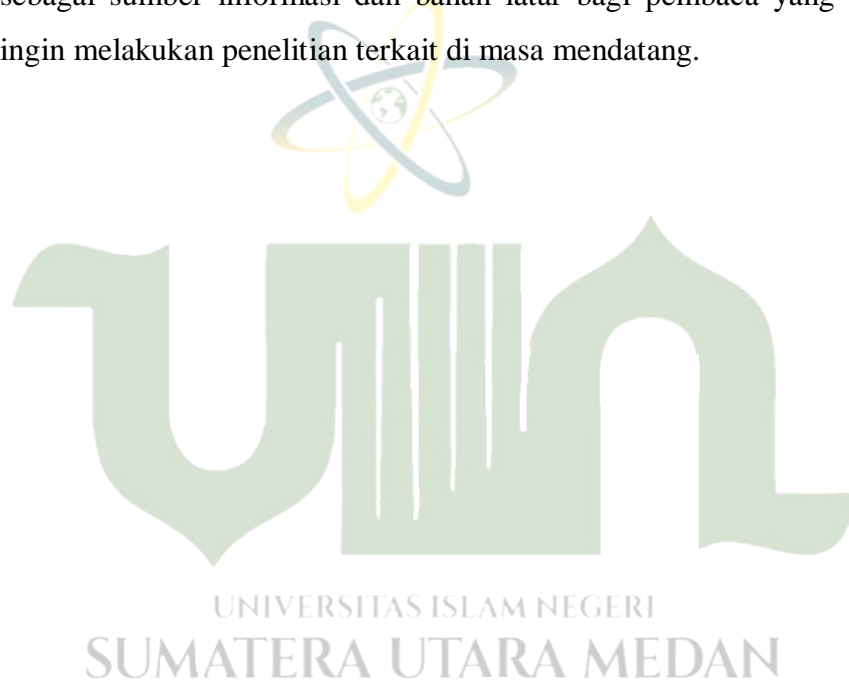 sebagai sumber informasi dan bahan latar bagi pembaca yang
ingin melakukan penelitian terkait di masa mendatang.
UIN
UNIVERSITAS ISLAM NEGERI
SUMATERA UTARA MEDAN